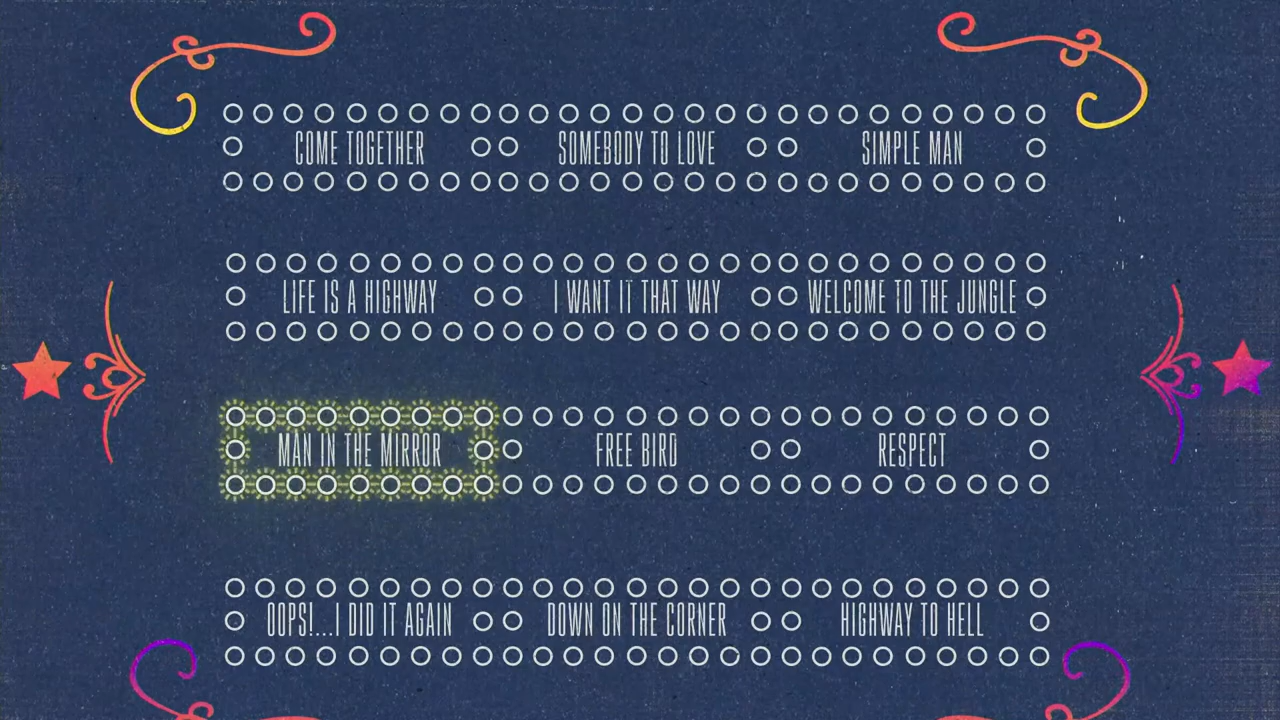 COME TOGETHER
SOMEBODY TO LOVE
SIMPLE MAN
LIFE IS A HIGHWAY
I WANT IT THAT WAY
WELCOME TO THE JUNGLE
MAN IN THE MIRROR
FREE BIRD
RESPECT
OOPS!...I DID IT AGAIN
DOWN ON THE CORNER
HIGHWAY TO HELL